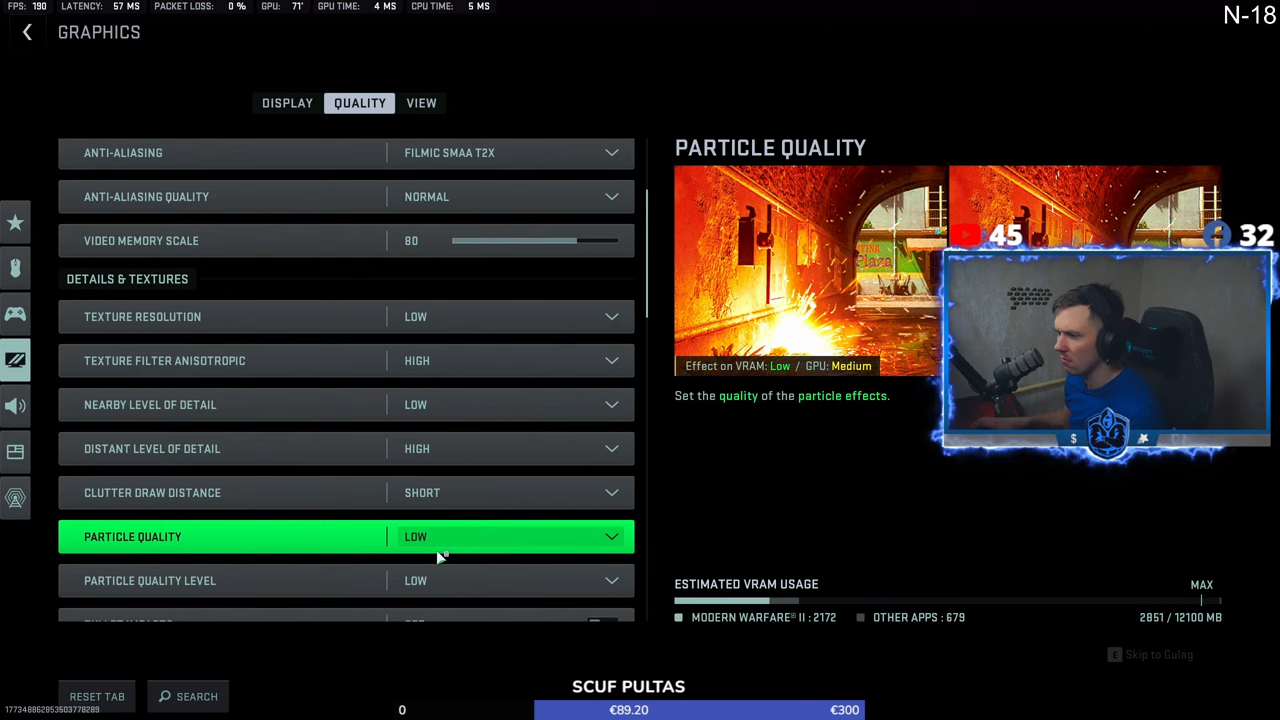 FPS: 190 LATENCY: 57 MS PACKET LOSS: 0 % GPU: 71° GPU TIME: 4 MS CPU TIME: 5 MS
N-18
GRAPHICS
DISPLAY QUALITY VIEW
ANTI-ALIASING FILMIC SMAA T2X
ANTI-ALIASING QUALITY NORMAL
VIDEO MEMORY SCALE 80
DETAILS & TEXTURES
TEXTURE RESOLUTION LOW
TEXTURE FILTER ANISOTROPIC HIGH
NEARBY LEVEL OF DETAIL LOW
DISTANT LEVEL OF DETAIL HIGH
CLUTTER DRAW DISTANCE SHORT
PARTICLE QUALITY LOW
PARTICLE QUALITY LEVEL LOW
PARTICLE QUALITY
Plaza
45
32
Effect on VRAM: Low / GPU: Medium
Set the quality of the particle effects.
$
ESTIMATED VRAM USAGE MAX
MODERN WARFARE® II : 2172 OTHER APPS : 679 2851 / 12100 MB
E Skip to Gulag
RESET TAB SEARCH
SCUF PULTAS
0 €89.20 €300